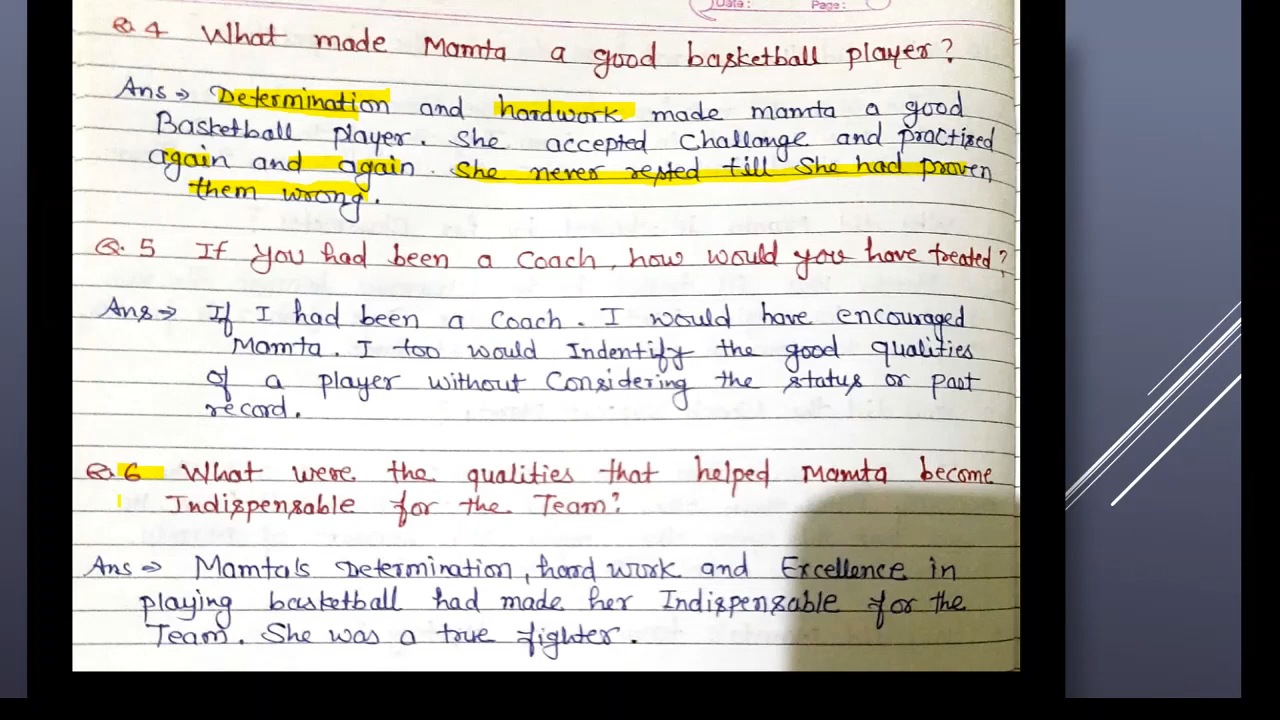 Date: Page:
Q.4 What made Mamta a good basketball player?
Ans → Determination and hardwork made mamta a good
Basketball player. She accepted Challange and practized
again and again. She never rested till She had proven
them wrong.
Q.5 If You had been a Coach, how would you have treated?
Ans → If I had been a Coach. I would have encouraged
Mamta. I too would Indentify the good qualities
of a player without Considering the status or past
record.
Q.6 What were the qualities that helped Mamta become
Indispensable for the Team?
Ans → Mamta's Determination, hard work and Excellence in
playing basketball had made her Indispensable for the
Team. She was a true fighter.